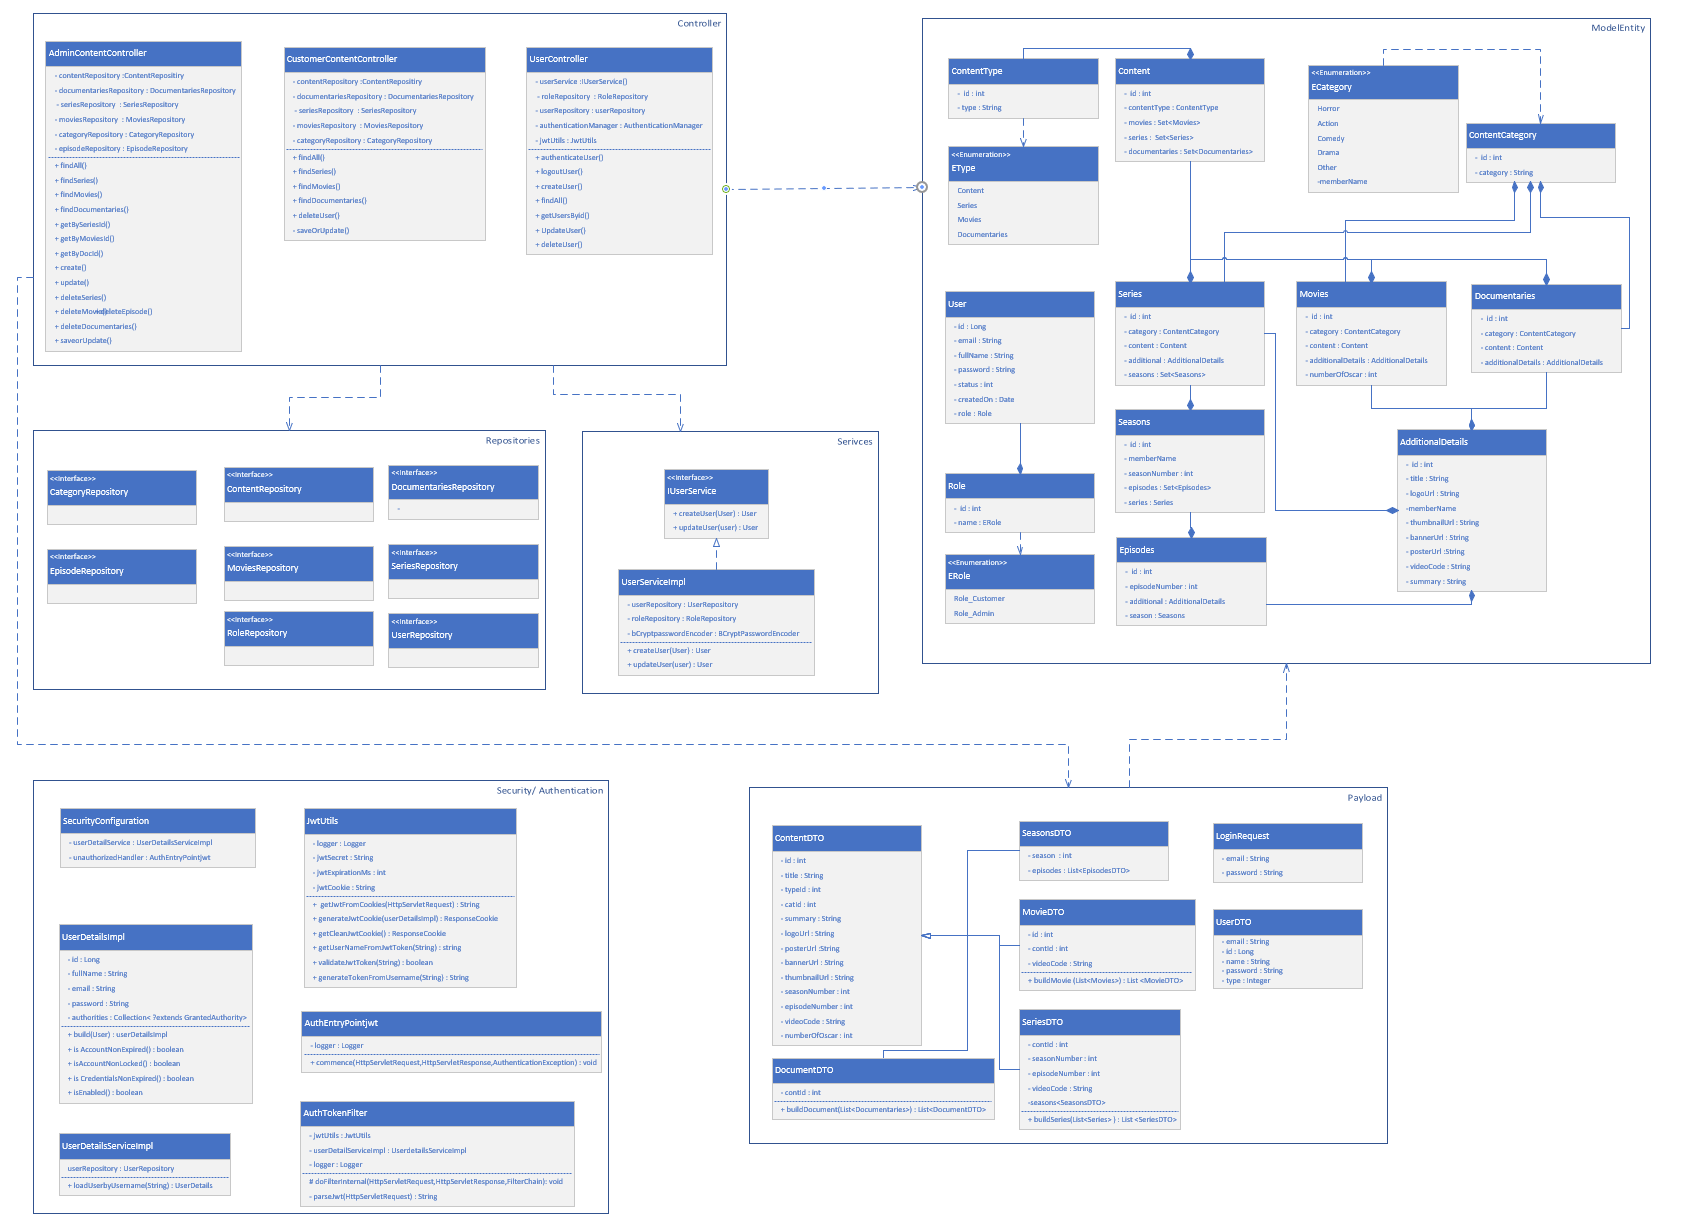 Controller
AdminContentController
- contentRepository :ContentRepositiry
- documentariesRepository : DocumentariesRepository
- seriesRepository : SeriesRepository
- moviesRepository : MoviesRepository
- categoryRepository : CategoryRepository
- episodeRepository : EpisodeRepository
+ findAll()
+ findSeries()
+ findMovies()
+ findDocumentaries()
+ getBySeriesId()
+ getByMoviesId()
+ getByDocId()
+ create()
+ update()
+ deleteSeries()
+ deleteMovie()
+deleteEpisode()
+ deleteDocumentaries()
+ saveorUpdate()
CustomerContentController
- contentRepository :ContentRepositiry
- documentariesRepository : DocumentariesRepository
- seriesRepository : SeriesRepository
- moviesRepository : MoviesRepository
- categoryRepository : CategoryRepository
+ findAll()
+ findSeries()
+ findMovies()
+ findDocumentaries()
+ deleteUser()
- saveOrUpdate()
UserController
- userService :IUserService()
- roleRepository : RoleRepository
- userRepository : userRepository
- authenticationManager : AuthenticationManager
- jwtUtils : JwtUtils
+ authenticateUser()
+ logoutUser()
+ createUser()
+ findAll()
+ getUsersById()
+ UpdateUser()
+ deleteUser()
ModelEntity
ContentType
- id : int
- type : String
<<Enumeration>>
EType
Content
Series
Movies
Documentaries
Content
- id : int
- contentType : ContentType
- movies : Set<Movies>
- series : Set<Series>
- documentaries : Set<Documentaries>
<<Enumeration>>
ECategory
Horror
Action
Comedy
Drama
Other
-memberName
ContentCategory
- id : int
- category : String
User
- id : Long
- email : String
- fullName : String
- password : String
- status : int
- createdOn : Date
- role : Role
Series
- id : int
- category : ContentCategory
- content : Content
- additional : AdditionalDetails
- seasons : Set<Seasons>
Movies
- id : int
- category : ContentCategory
- content : Content
- additionalDetails : AdditionalDetails
- numberOfOscar : int
Documentaries
- id : int
- category : ContentCategory
- content : Content
- additionalDetails : AdditionalDetails
Seasons
- id : int
- memberName
- seasonNumber : int
- episodes : Set<Episodes>
- series : Series
AdditionalDetails
- id : int
- title : String
- logoUrl : String
-memberName
- thumbnailUrl : String
- bannerUrl : String
- posterUrl :String
- videoCode : String
- summary : String
Role
- id : int
- name : ERole
<<Enumeration>>
ERole
Role_Customer
Role_Admin
Episodes
- id : int
- episodeNumber : int
- additional : AdditionalDetails
- season : Seasons
Repositories
<<Interface>>
CategoryRepository
<<Interface>>
ContentRepository
<<Interface>>
DocumentariesRepository
-
<<Interface>>
EpisodeRepository
<<Interface>>
MoviesRepository
<<Interface>>
SeriesRepository
<<Interface>>
RoleRepository
<<Interface>>
UserRepository
Serivces
<<Interface>>
IUserService
+ createUser(User) : User
+ updateUser(user) : User
UserServiceImpl
- userRepository : UserRepository
- roleRepository : RoleRepository
- bCryptpasswordEncoder : BCryptPasswordEncoder
+ createUser(User) : User
+ updateUser(user) : User
Security/ Authentication
SecurityConfiguration
- userDetailService : UserDetailsServiceImpl
- unauthorizedHandler : AuthEntryPointjwt
JwtUtils
- logger : Logger
- jwtSecret : String
- jwtExpirationMs : int
- jwtCookie : String
+ getJwtFromCookies(HttpServletRequest) : String
+ generateJwtCookie(userDetailsImpl) : ResponseCookie
+ getCleanJwtCookie() : ResponseCookie
+ getUserNameFromJwtToken(String) : string
+ validateJwtToken(String) : boolean
+ generateTokenFromUsername(String) : String
UserDetailsImpl
- id : Long
- fullName : String
- email : String
- password : String
- authorities : Collection< ?extends GrantedAuthority>
+ build(User) : userDetailsImpl
+ is AccountNonExpired() : boolean
+ isAccountNonLocked() : boolean
+ is CredentialsNonExpired() : boolean
+ isEnabled() : boolean
AuthEntryPointjwt
- logger : Logger
+ commence(HttpServletRequest,HttpServletResponse,AuthenticationException) : void
AuthTokenFilter
- jwtUtils : JwtUtils
- userDetailServiceImpl : UserdetailsServiceImpl
- logger : Logger
# doFilterInternal(HttpServletRequest,HttpServletResponse,FilterChain): void
- parseJwt(HttpServletRequest) : String
UserDetailsServiceImpl
userRepository : UserRepository
+ loadUserbyUsername(String) : UserDetails
Payload
ContentDTO
- id : int
- title : String
- typeId : int
- catId : int
- summary : String
- logoUrl : String
- posterUrl :String
- bannerUrl : String
- thumbnailUrl : String
- seasonNumber : int
- episodeNumber : int
- videoCode : String
- numberOfOscar : int
SeasonsDTO
- season : int
- episodes : List<EpisodesDTO>
LoginRequest
- email : String
- password : String
MovieDTO
- id : int
- contId : int
- videoCode : String
+ buildMovie (List<Movies>) : List <MovieDTO>
UserDTO
- email : String
- id : Long
- name : String
- password : String
- type : Integer
SeriesDTO
- contId : int
- seasonNumber : int
- episodeNumber : int
- videoCode : String
-seasons<SeasonsDTO>
+ buildSeries(List<Series> ) : List <SeriesDTO>
DocumentDTO
- contId : int
+ buildDocument(List<Documentaries>) : List<DocumentDTO>